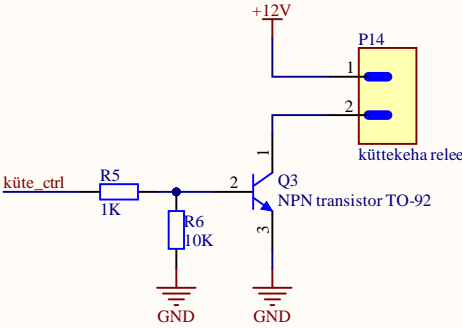 +12V
P14
1
2
küttekeha relee
1
küte_ctrl
R5
1K
2
Q3
NPN transistor TO-92
R6
10K
3
GND
GND